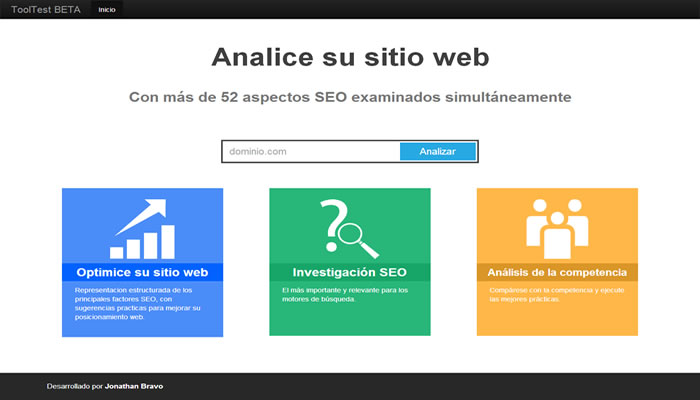 ToolTest BETA Inicio
Analice su sitio web
Con más de 52 aspectos SEO examinados simultáneamente
dominio.com Analizar
Optimice su sitio web
Representacion estructurada de los
principales factores SEO, con
sugerencias practicas para mejorar su
posicionamiento web.
Investigación SEO
El más importante y relevante para los
motores de búsqueda.
Análisis de la competencia
Compárese con la competencia y ejecute
las mejores prácticas.
Desarrollado por Jonathan Bravo